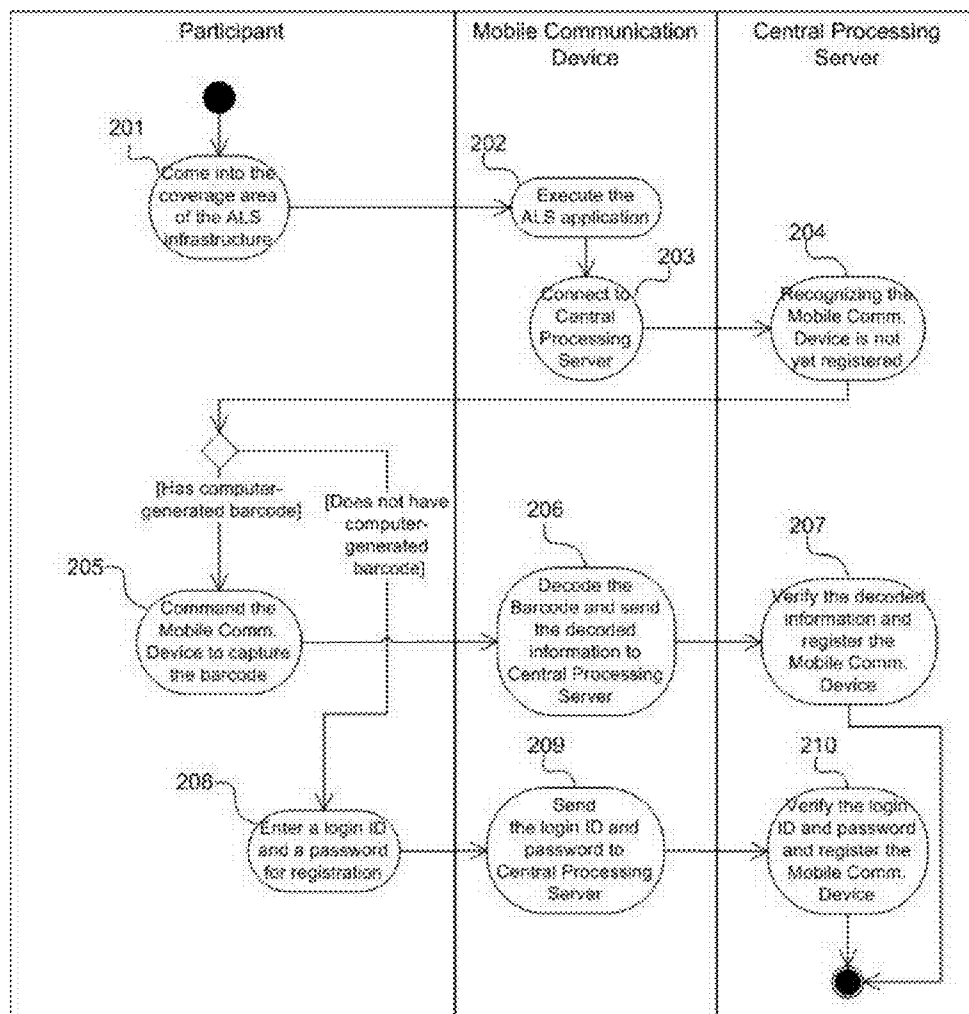 Participant
Mobile Communication
Device
Central Processing
Server
201
Come into the
coverage area
of the ALS
infrastructure
202
Execute the
ALS application
203
Connect to
Central
Processing
Server
204
Recognizing the
Mobile Comm.
Device is not
yet registered
[Has computer-
generated barcode]
[Does not have
computer-
generated
barcode]
205
Command the
Mobile Comm.
Device to capture
the barcode
206
Decode the
Barcode and send
the decoded
information to
Central Processing
Server
207
Verify the decoded
information and
register the
Mobile Comm.
Device
208
Enter a login ID
and a password
for registration
209
Send
the login ID and
password to
Central Processing
Server
210
Verify the login
ID and password
and register the
Mobile Comm.
Device